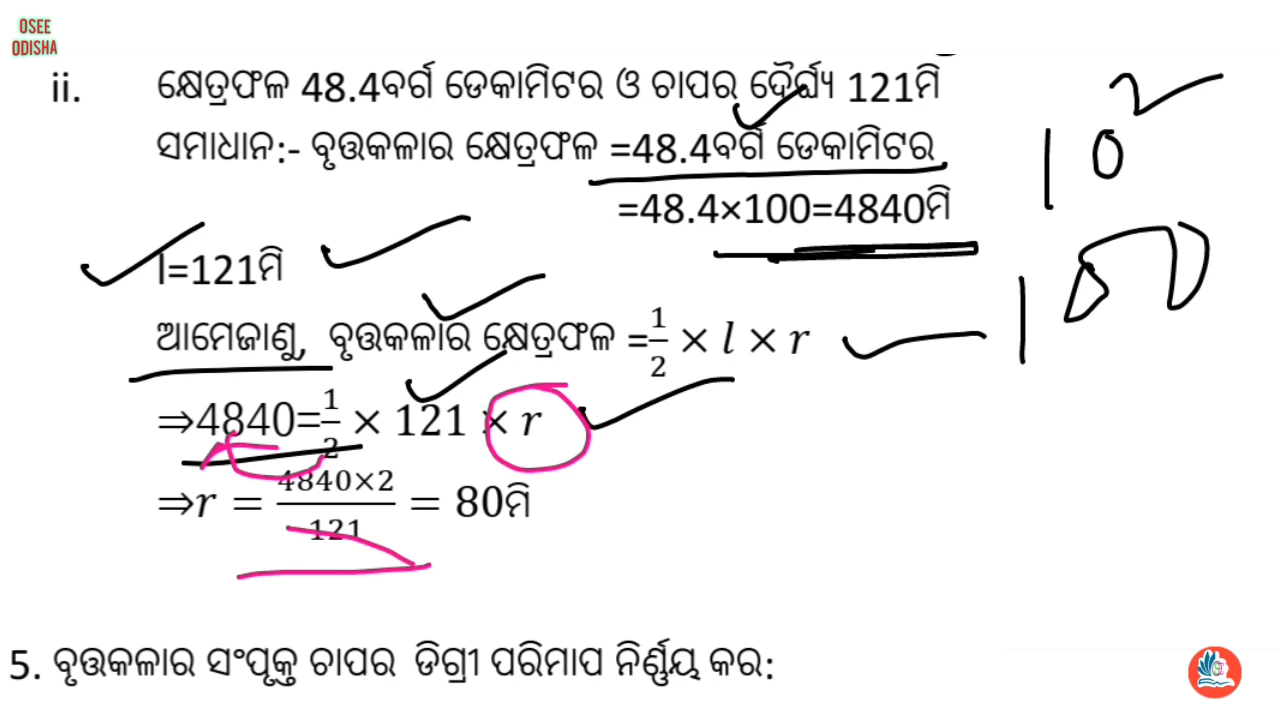 OSEE
ODISHA
ii. କ୍ଷେତ୍ରଫଳ 48.4ବର୍ଗ ଡେକାମିଟର ଓ ଚାପର ଦୈର୍ଘ୍ୟ 121ମି
ସମାଧାନ:- ବୃତ୍ତକଳାର କ୍ଷେତ୍ରଫଳ =48.4ବର୍ଗ ଡେକାମିଟର
10²
=48.4×100=4840ମି
l=121ମି
ଆମେଜାଣୁ, ବୃତ୍ତକଳାର କ୍ଷେତ୍ରଫଳ =1/2 × l × r
⇒4840=1/2 × 121 × r
⇒r = 4840×2/121 = 80ମି
5. ବୃତ୍ତକଳାର ସଂପୃକ୍ତ ଚାପର ଡିଗ୍ରୀ ପରିମାପ ନିର୍ଣ୍ଣୟ କର: